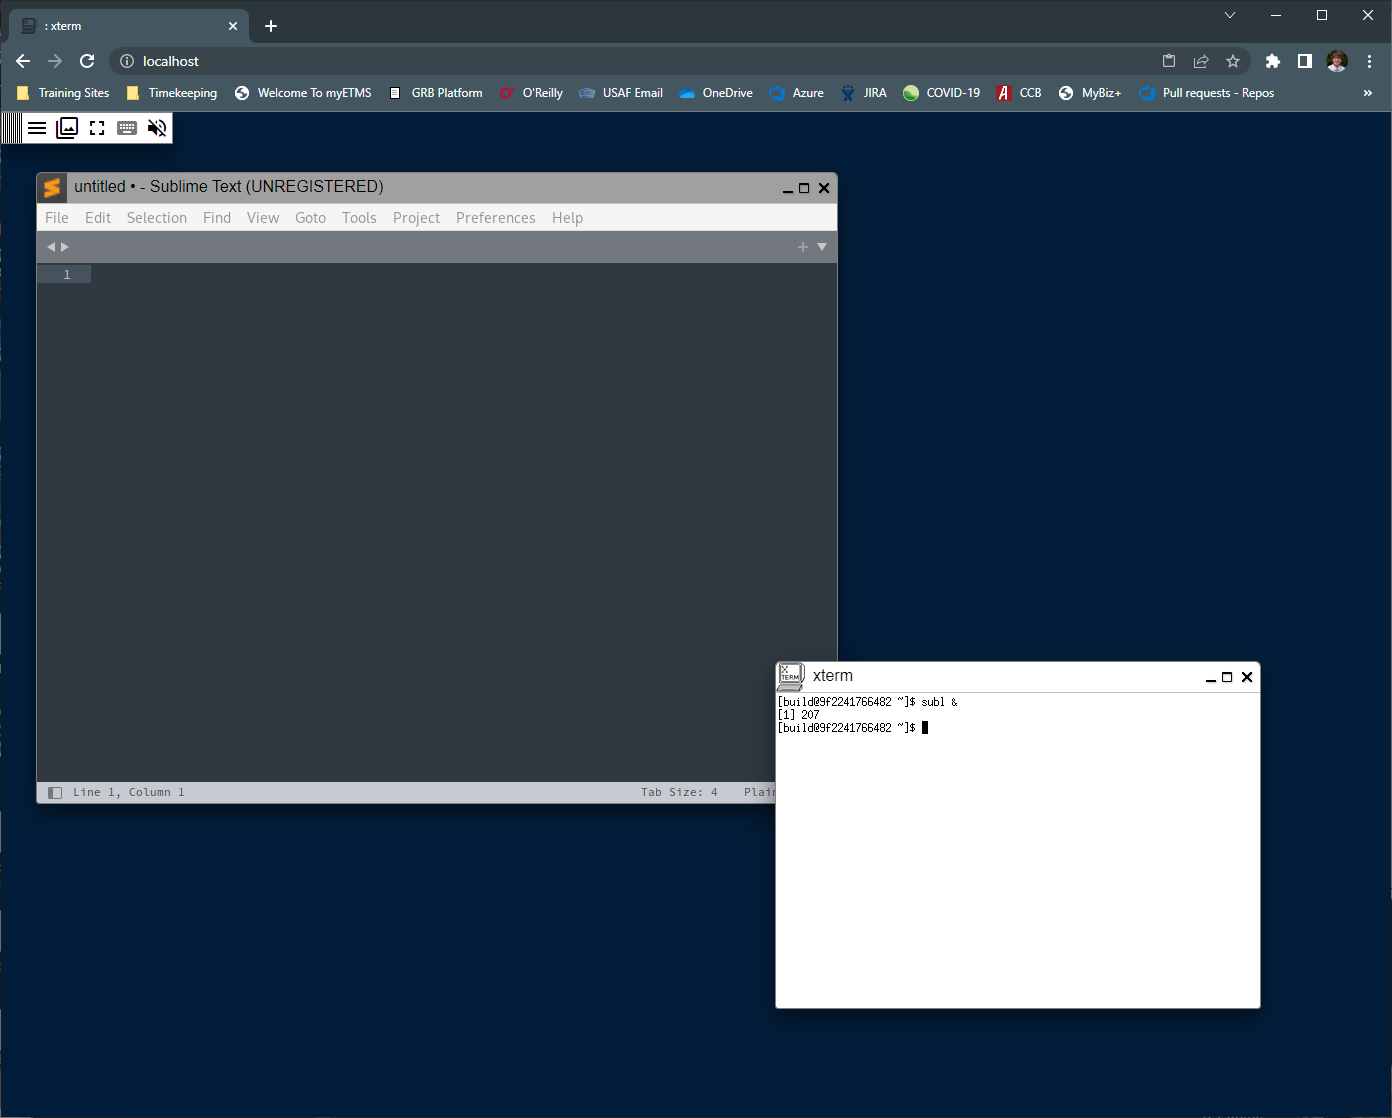 : xterm
localhost
Training Sites Timekeeping Welcome To myETMS GRB Platform O'Reilly USAF Email OneDrive Azure JIRA COVID-19 CCB MyBiz+ Pull requests - Repos »
untitled • - Sublime Text (UNREGISTERED)
File Edit Selection Find View Goto Tools Project Preferences Help
1
Line 1, Column 1 Tab Size: 4 Plain
X
TERM
xterm
[build@9f2241766482 ~]$ subl &
[1] 207
[build@9f2241766482 ~]$